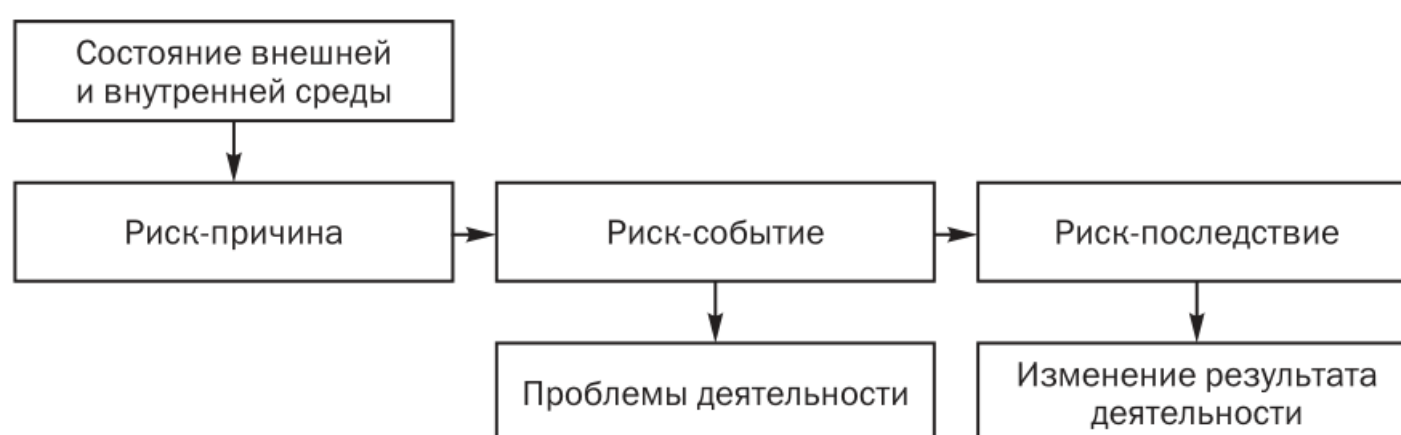 Состояние внешней
и внутренней среды
Риск-причина
Риск-событие
Риск-последствие
Проблемы деятельности
Изменение результата
деятельности